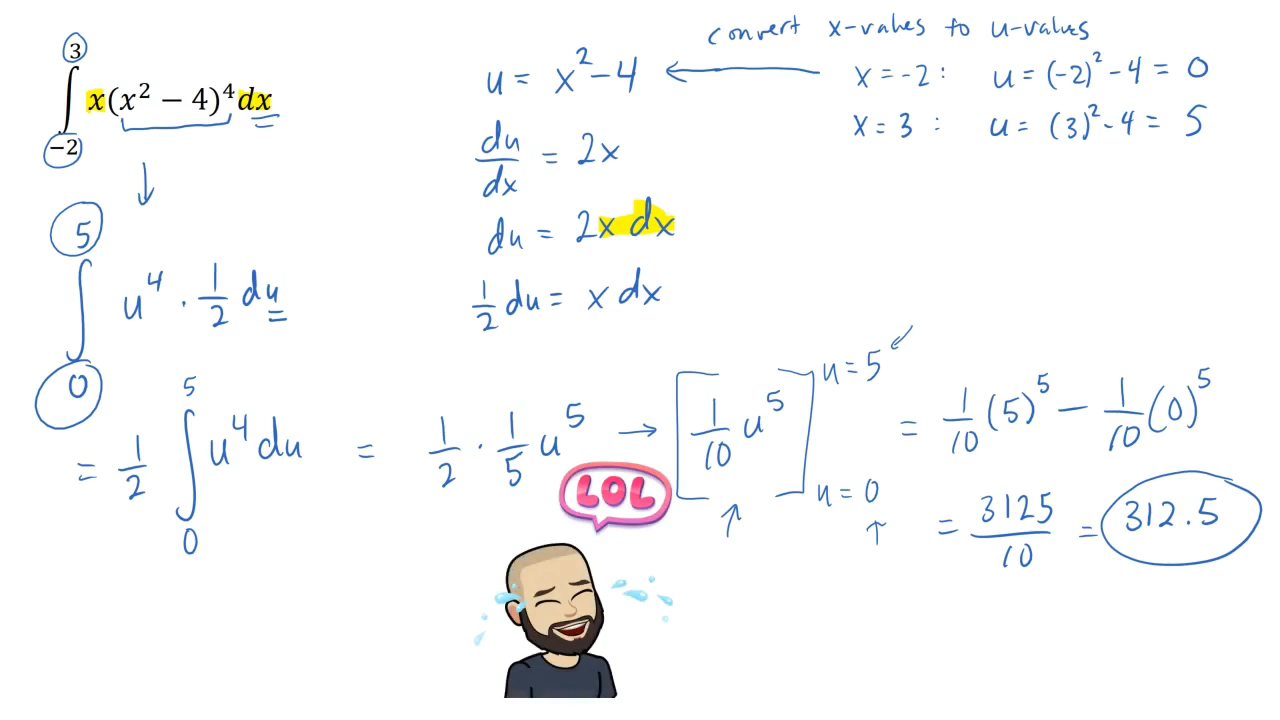 ∫_{-2}^{3} x(x² − 4)⁴dx
↓
∫_{0}^{5} u⁴ · 1/2 du
convert x-values to u-values
u = x² − 4 ← x = -2 : u = (-2)² - 4 = 0
x = 3 : u = (3)² - 4 = 5
du/dx = 2x
du = 2x dx
1/2 du = x dx
= 1/2 ∫_{0}^{5} u⁴ du = 1/2 · 1/5 u⁵ → [1/10 u⁵]_{u=0}^{u=5} = 1/10 (5)⁵ − 1/10 (0)⁵
= 3125/10 = 312.5
LOL